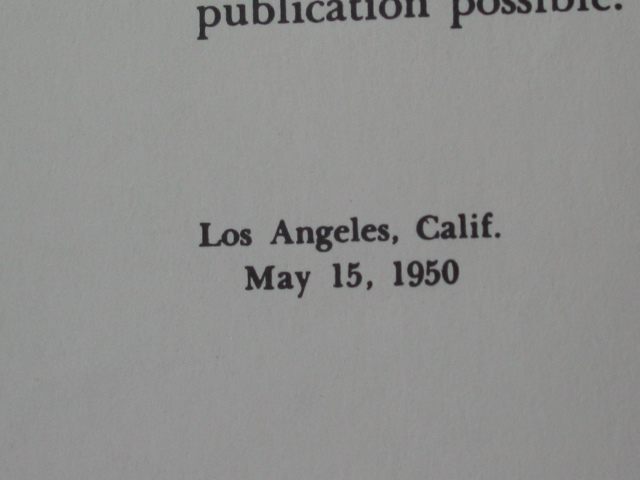 publication possible.
Los Angeles, Calif.
May 15, 1950